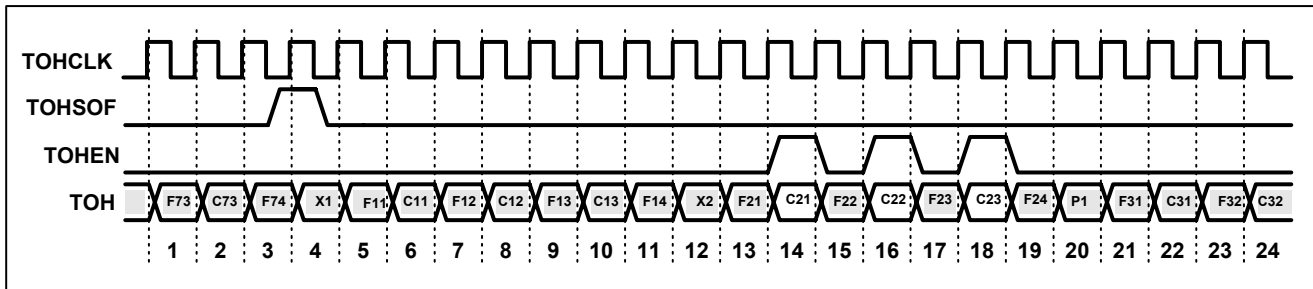 TOHCLK
TOHSOF
TOHEN
TOH F73 C73 F74 X1 F11 C11 F12 C12 F13 C13 F14 X2 F21 C21 F22 C22 F23 C23 F24 P1 F31 C31 F32 C32
1 2 3 4 5 6 7 8 9 10 11 12 13 14 15 16 17 18 19 20 21 22 23 24